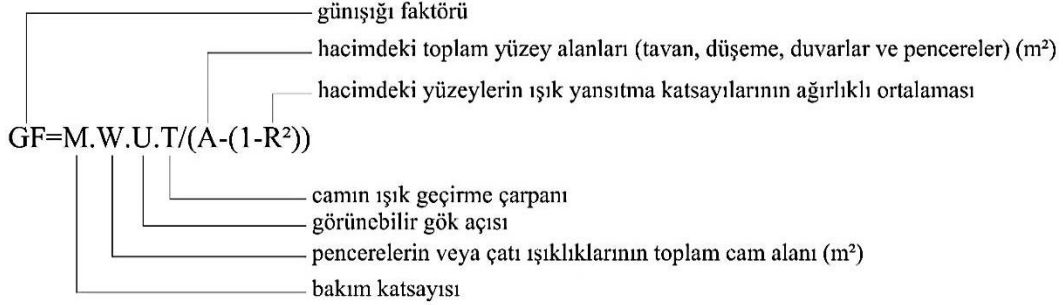 günışığı faktörü
hacimdeki toplam yüzey alanları (tavan, döşeme, duvarlar ve pencereler) (m²)
hacimdeki yüzeylerin ışık yansıtma katsayılarının ağırlıklı ortalaması
GF=M.W.U.T/(A-(1-R²))
camın ışık geçirme çarpanı
görünebilir gök açısı
pencerelerin veya çatı ışıklıklarının toplam cam alanı (m²)
bakım katsayısı